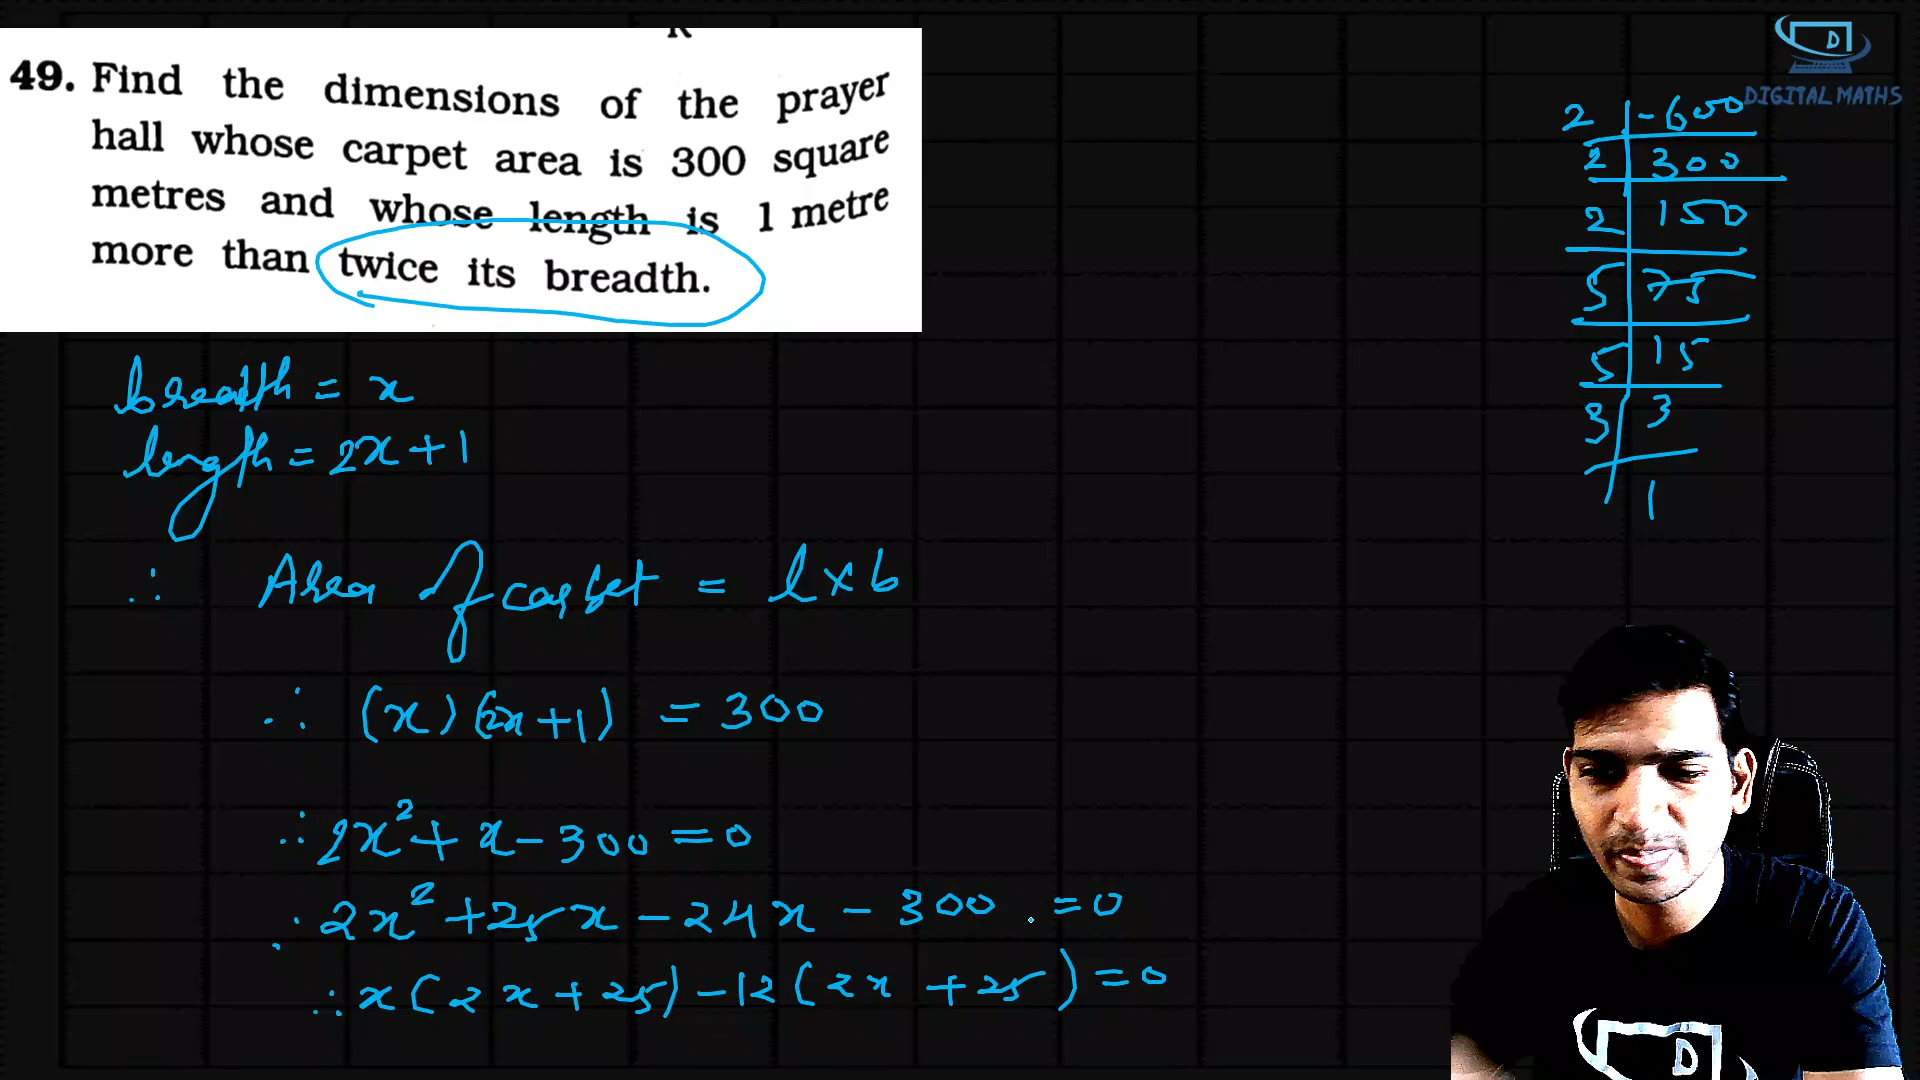 49. Find the dimensions of the prayer
hall whose carpet area is 300 square
metres and whose length is 1 metre
more than twice its breadth.
breadth = x
length = 2x + 1
∴ Area of carpet = l × b
∴ (x) (2x + 1) = 300
∴ 2x² + x - 300 = 0
∴ 2x² + 25x - 24x - 300 = 0
∴ x(2x + 25) - 12(2x + 25) = 0
D
DIGITAL MATHS
2 | -600
2 | 300
2 | 150
5 | 75
5 | 15
3 | 3
1
D